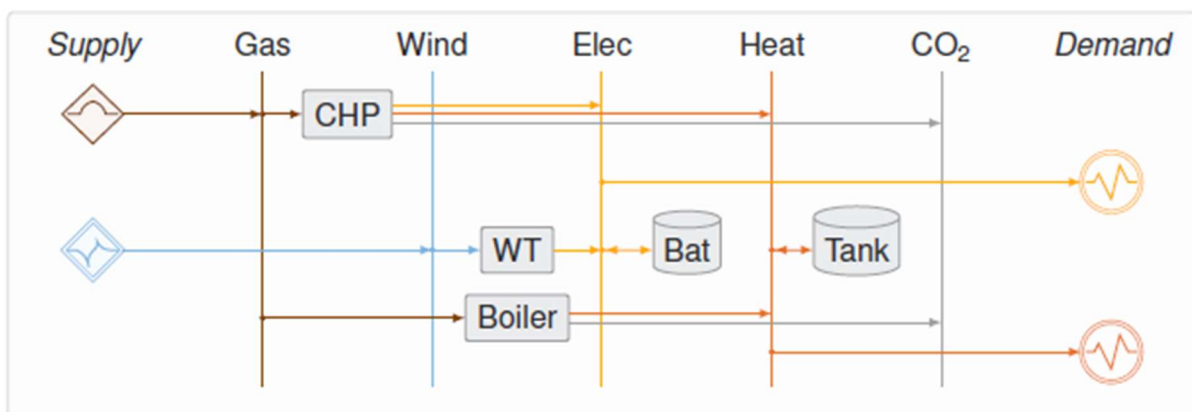 Supply Gas Wind Elec Heat CO₂ Demand
CHP
WT Bat Tank
Boiler